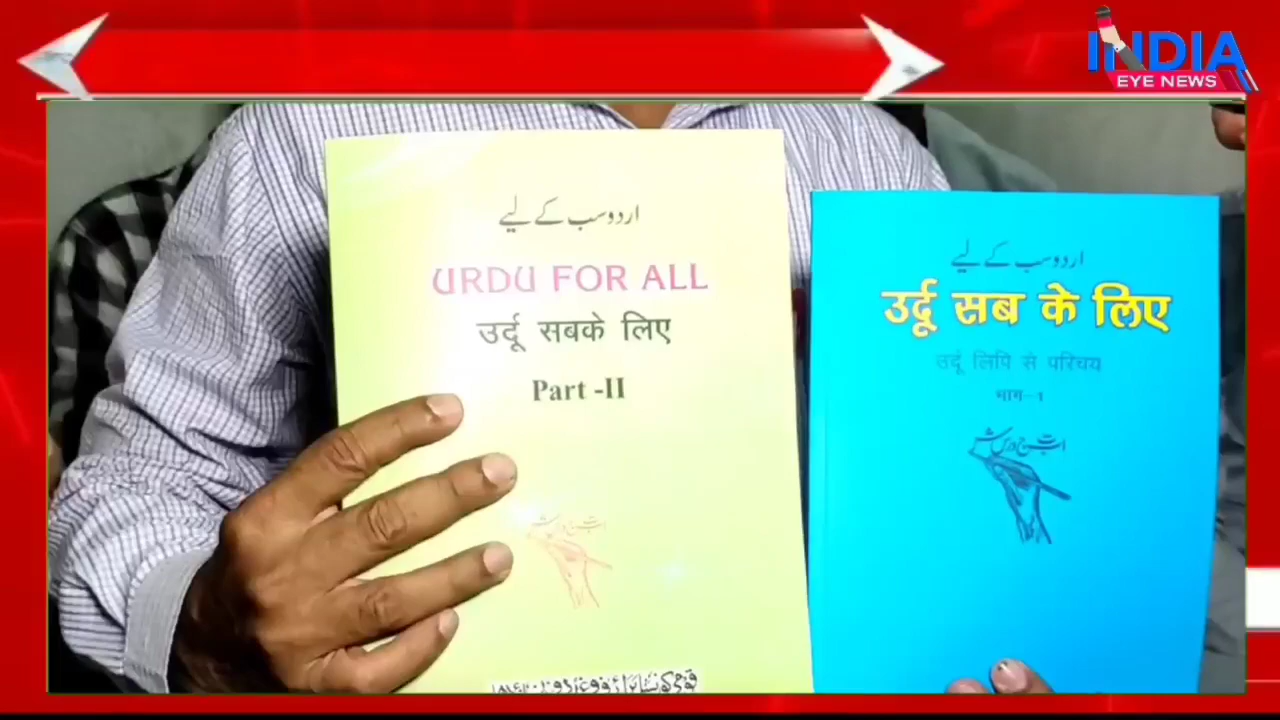 INDIA
EYE NEWS
اردو سب کے لیے
URDU FOR ALL
उर्दू सबके लिए
Part -II
اردو سب کے لیے
उर्दू सब के लिए
उर्दू लिपि से परिचय
भाग-1